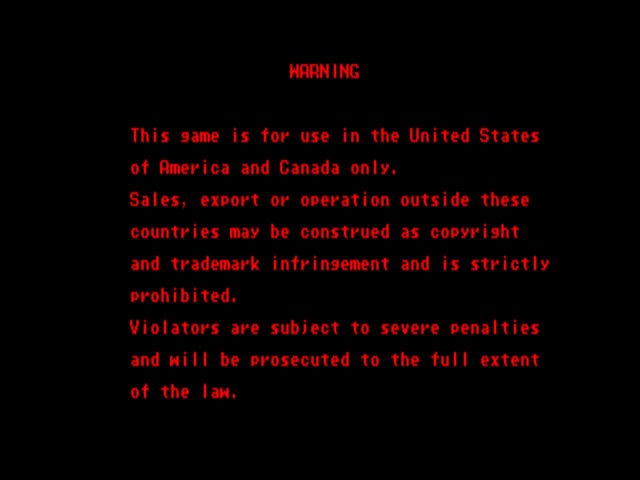 WARNING
This game is for use in the United States
of America and Canada only.
Sales, export or operation outside these
countries may be construed as copyright
and trademark infringement and is strictly
prohibited.
Violators are subject to severe penalties
and will be prosecuted to the full extent
of the law.